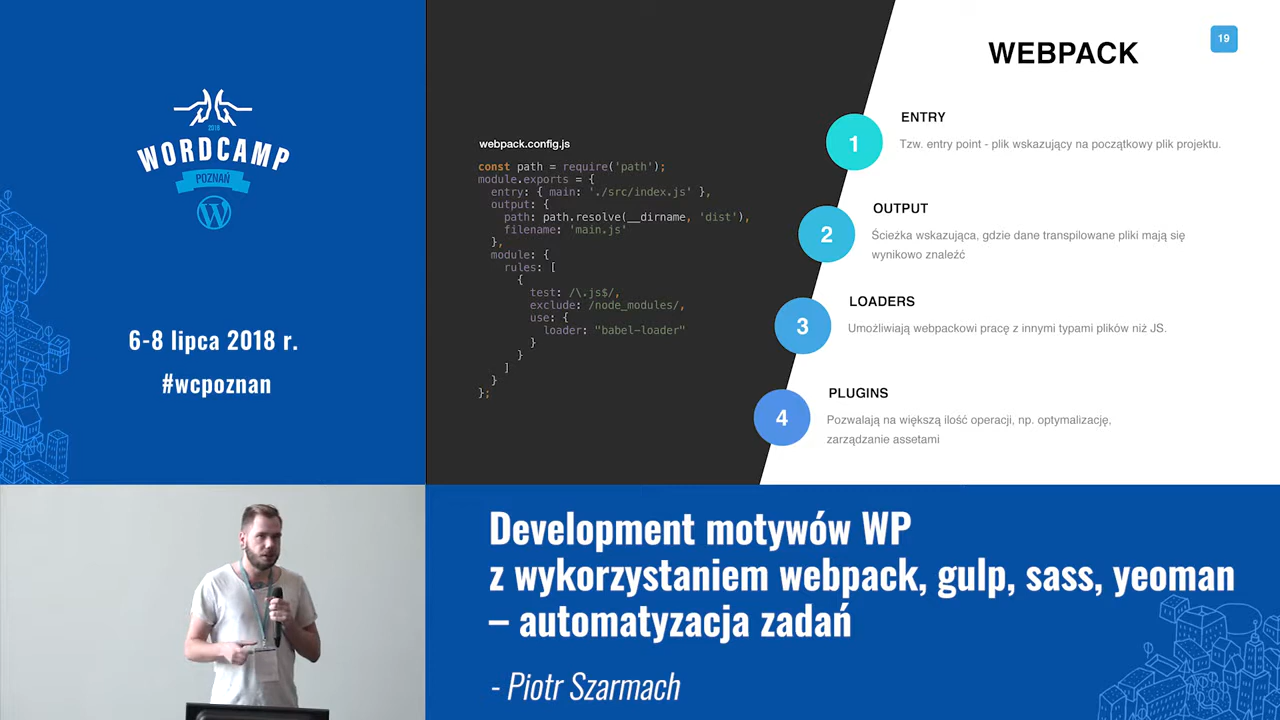 2018
WORDCAMP
POZNAŃ
6-8 lipca 2018 r.
#wcpoznan
webpack.config.js
const path = require('path');
module.exports = {
entry: { main: './src/index.js' },
output: {
path: path.resolve(__dirname, 'dist'),
filename: 'main.js'
},
module: {
rules: [
{
test: /\.js$/,
exclude: /node_modules/,
use: {
loader: "babel-loader"
}
}
]
}
};
WEBPACK
19
1
ENTRY
Tzw. entry point - plik wskazujący na początkowy plik projektu.
2
OUTPUT
Ścieżka wskazująca, gdzie dane transpilowane pliki mają się
wynikowo znaleźć
3
LOADERS
Umożliwiają webpackowi pracę z innymi typami plików niż JS.
4
PLUGINS
Pozwalają na większą ilość operacji, np. optymalizację,
zarządzanie assetami
Development motywów WP
z wykorzystaniem webpack, gulp, sass, yeoman
– automatyzacja zadań
- Piotr Szarmach